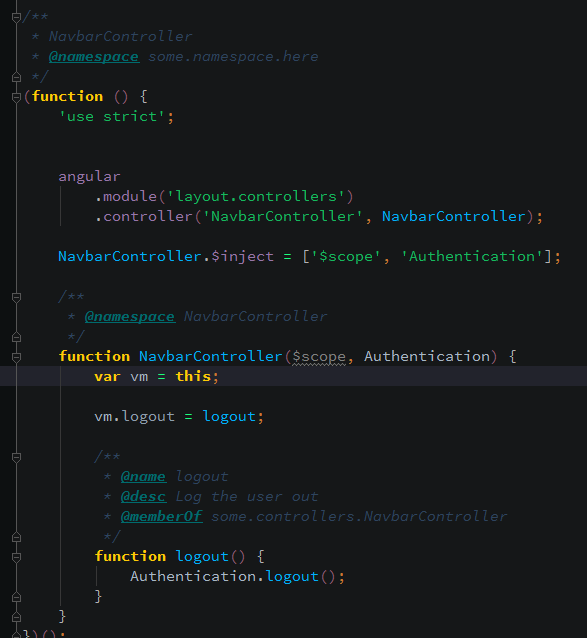 /**
 * NavbarController
 * @namespace some.namespace.here
 */
(function () {
    'use strict';
    angular
        .module('layout.controllers')
        .controller('NavbarController', NavbarController);
    NavbarController.$inject = ['$scope', 'Authentication'];
    /**
     * @namespace NavbarController
     */
    function NavbarController($scope, Authentication) {
        var vm = this;
        vm.logout = logout;
        /**
         * @name logout
         * @desc Log the user out
         * @memberOf some.controllers.NavbarController
         */
        function logout() {
            Authentication.logout();
        }
    }
})();